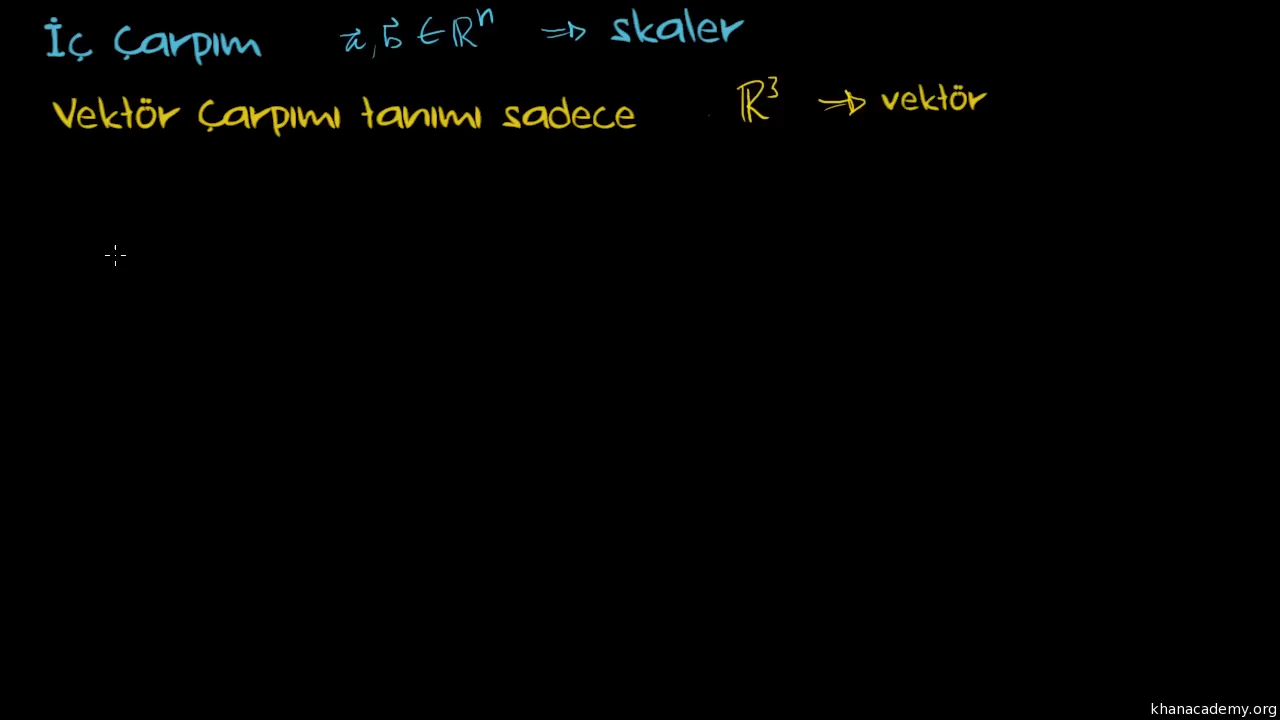 İç Çarpım a⃗, b⃗ ∈ ℝⁿ ⇒ skaler
Vektör Çarpımı tanımı sadece ℝ³ ⇒ vektör
khanacademy.org